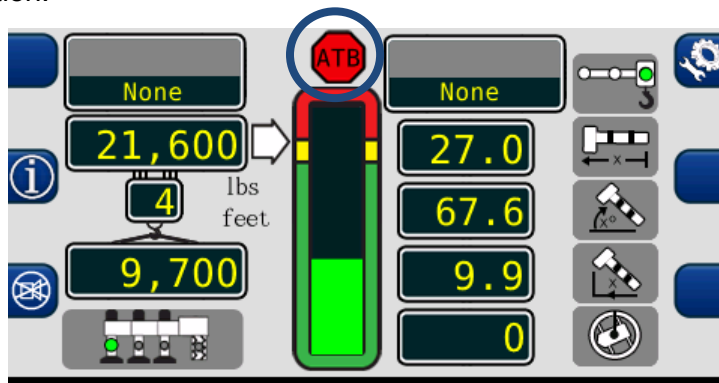 ATB
None
None
21,600
27.0
4
lbs
feet
67.6
9,700
9.9
0
x
x°
x
i